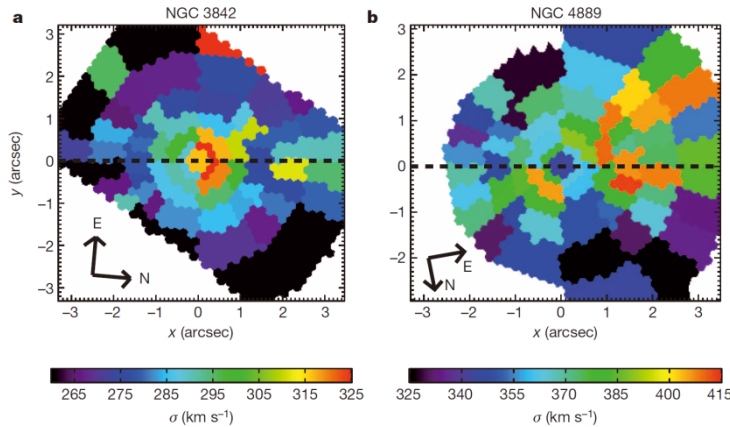 a
NGC 3842
3
2
1
0
−1
−2
−3
y (arcsec)
E
N
−3 −2 −1 0 1 2 3
x (arcsec)
265 275 285 295 305 315 325
σ (km s⁻¹)
b
NGC 4889
2
1
0
−1
−2
E
N
−3 −2 −1 0 1 2 3
x (arcsec)
325 340 355 370 385 400 415
σ (km s⁻¹)